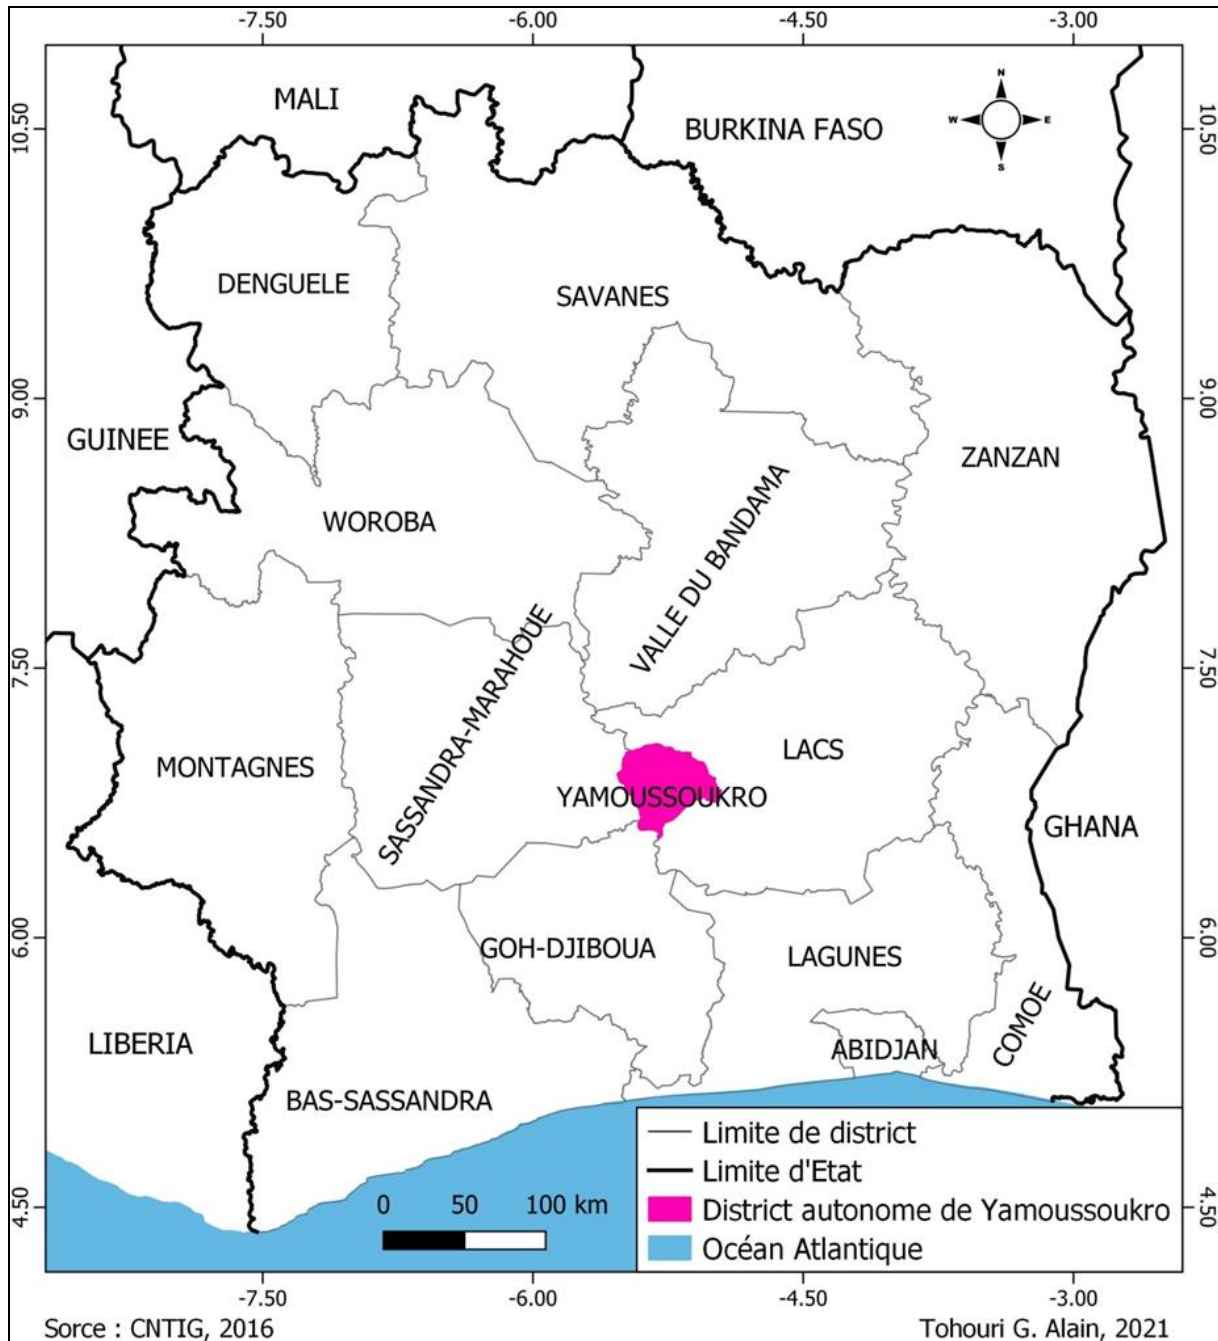 -7.50 -6.00 -4.50 -3.00
MALI
BURKINA FASO
N
W E
S
10.50 10.50
DENGUELE
SAVANES
9.00 9.00
GUINEE
ZANZAN
WOROBA
VALLE DU BANDAMA
SASSANDRA-MARAHOUE
7.50 7.50
LACS
MONTAGNES
YAMOUSSOUKRO
GHANA
6.00 6.00
GOH-DJIBOUA
LAGUNES
COMOE
LIBERIA
ABIDJAN
BAS-SASSANDRA
Limite de district
Limite d'Etat
District autonome de Yamoussoukro
Océan Atlantique
0 50 100 km
4.50 4.50
-7.50 -6.00 -4.50 -3.00
Sorce : CNTIG, 2016
Tohouri G. Alain, 2021